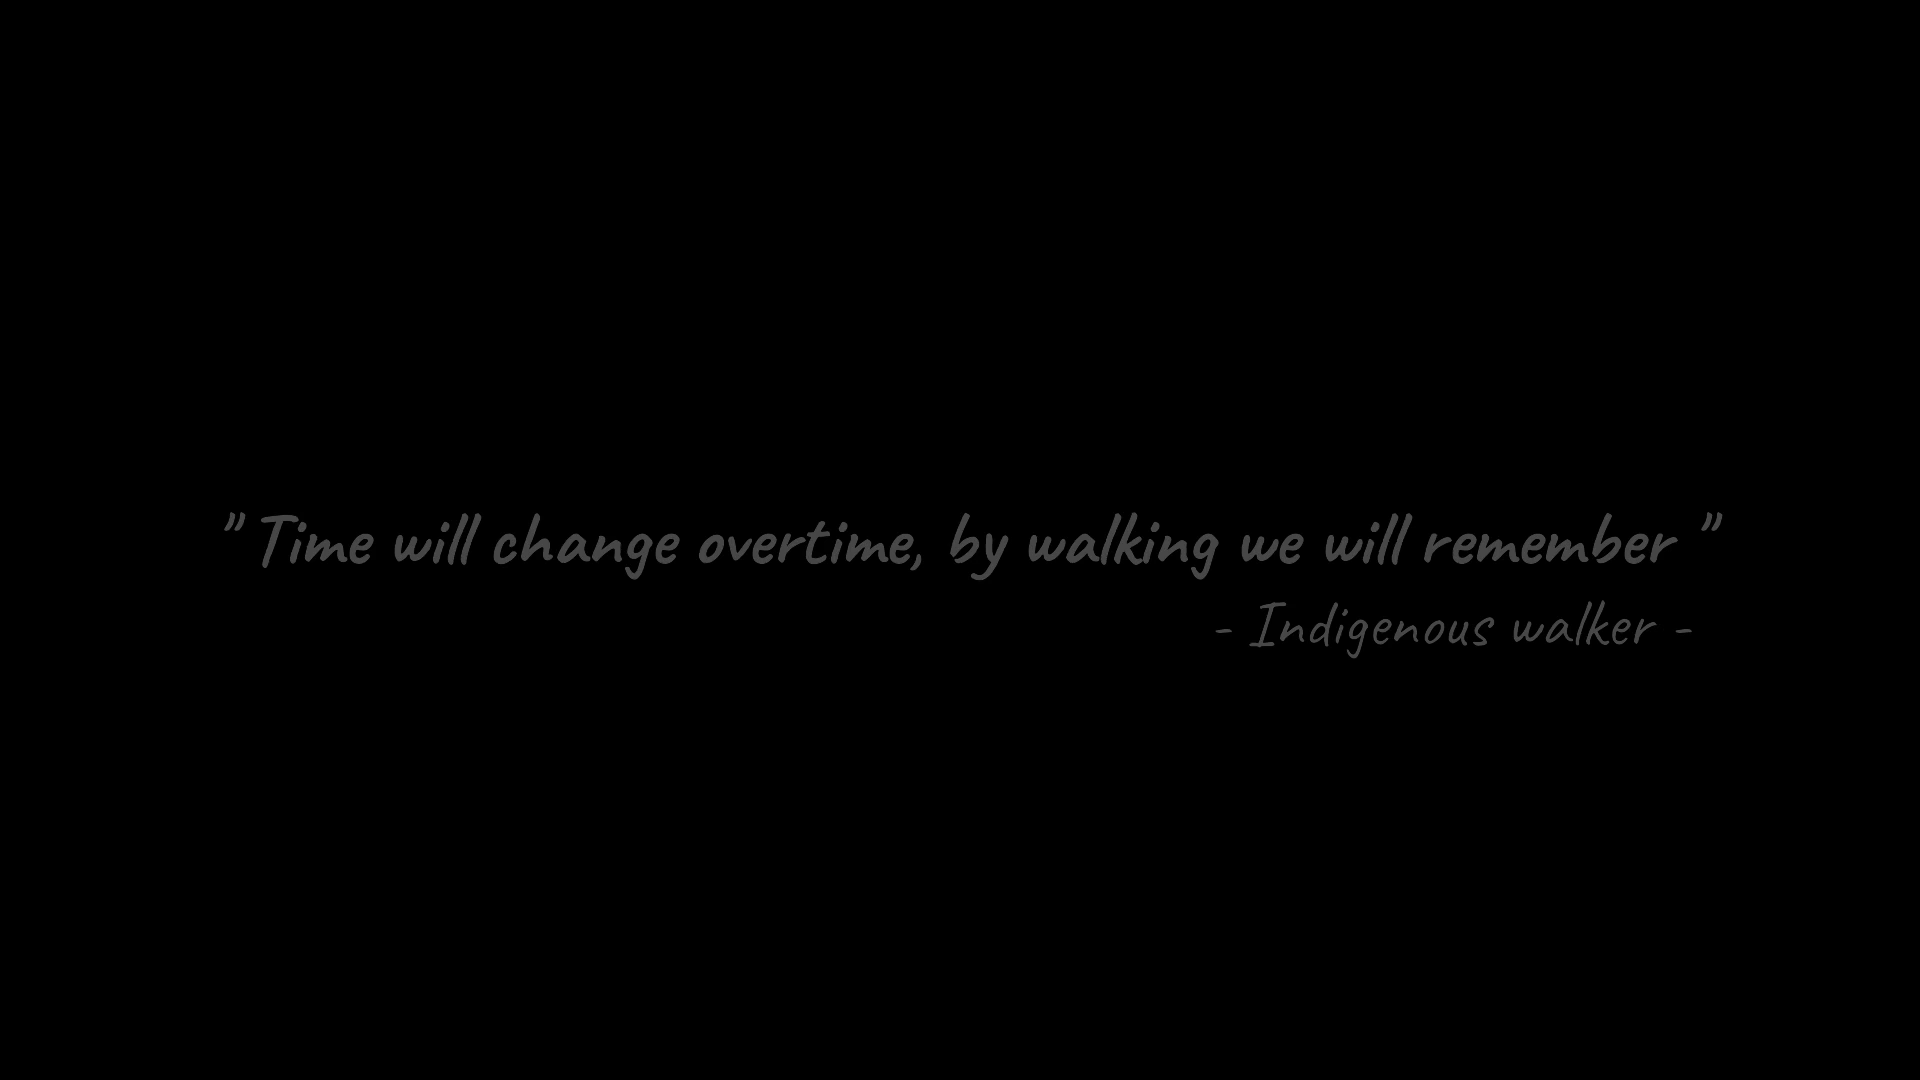 " Time will change overtime, by walking we will remember "
- Indigenous walker -